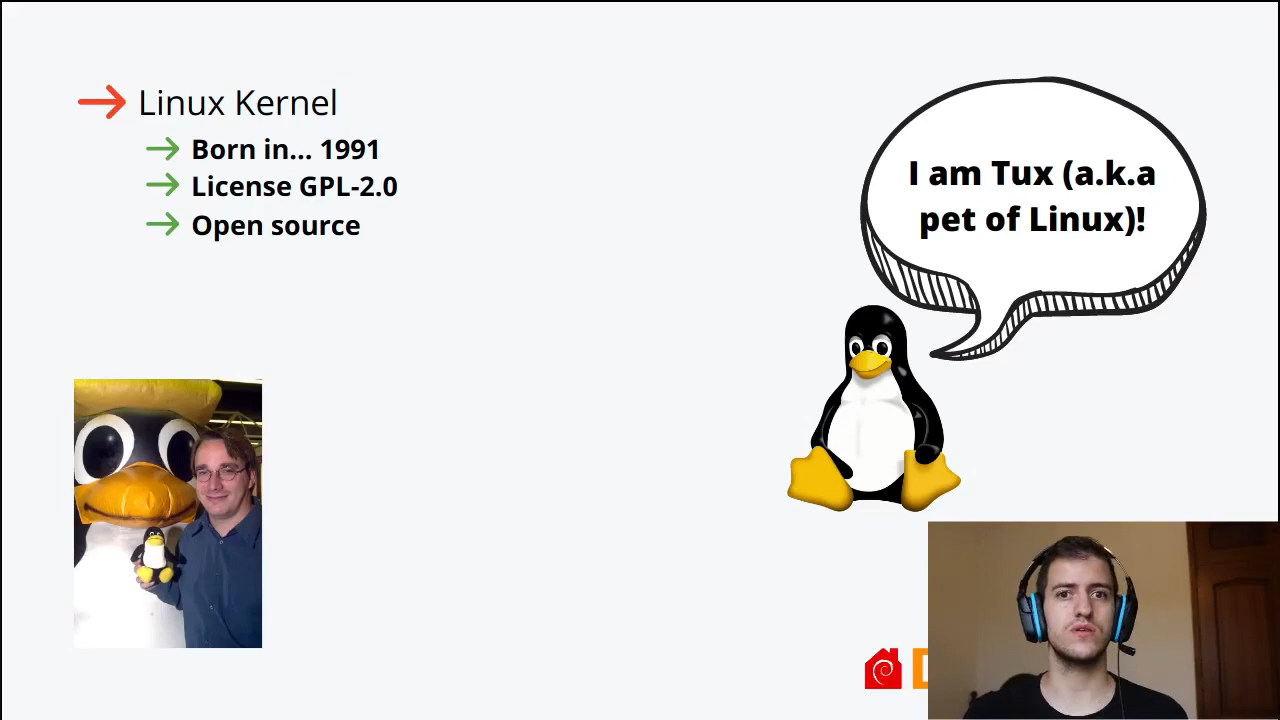 Linux Kernel
Born in... 1991
License GPL-2.0
Open source
I am Tux (a.k.a
pet of Linux)!